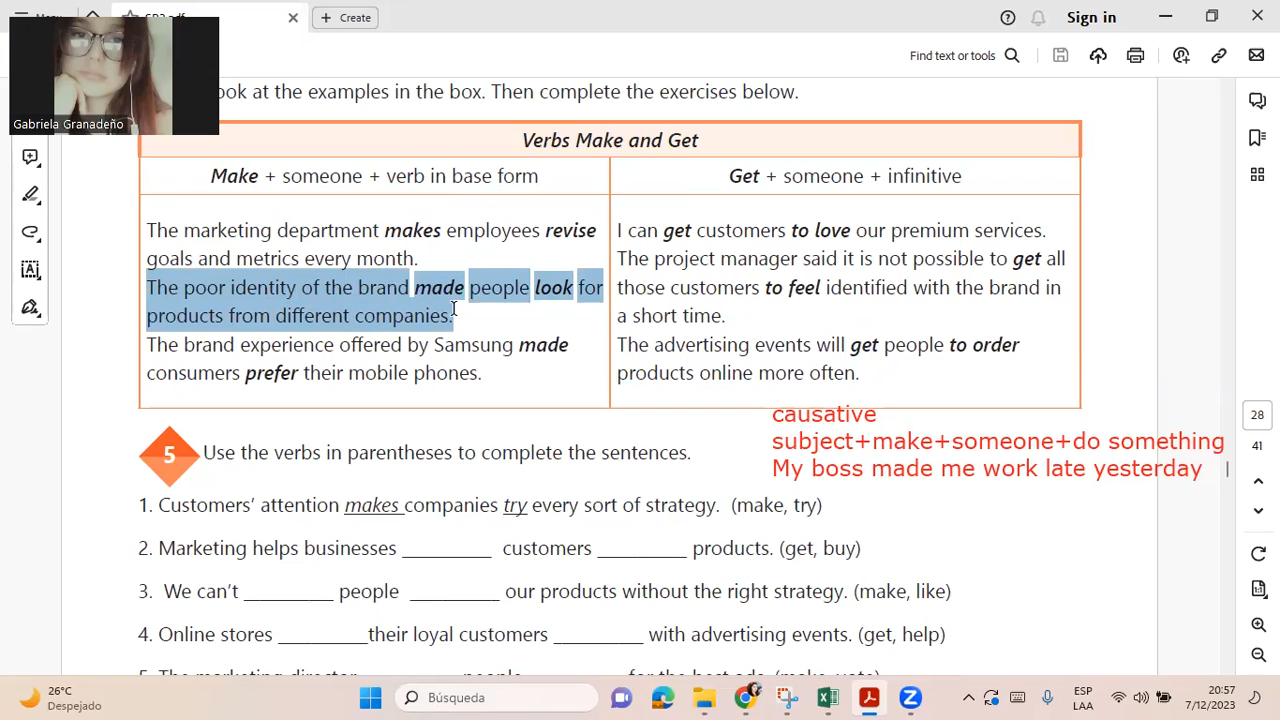 Create
Sign in
Find text or tools
Gabriela Granadeño
ook at the examples in the box. Then complete the exercises below.
Verbs Make and Get
Make + someone + verb in base form
Get + someone + infinitive
The marketing department makes employees revise
goals and metrics every month.
The poor identity of the brand made people look for
products from different companies.
The brand experience offered by Samsung made
consumers prefer their mobile phones.
I can get customers to love our premium services.
The project manager said it is not possible to get all
those customers to feel identified with the brand in
a short time.
The advertising events will get people to order
products online more often.
causative
subject+make+someone+do something
My boss made me work late yesterday
28
41
5 Use the verbs in parentheses to complete the sentences.
1. Customers’ attention makes companies try every sort of strategy. (make, try)
2. Marketing helps businesses _________ customers _________ products. (get, buy)
3. We can't _________ people _________ our products without the right strategy. (make, like)
4. Online stores _________ their loyal customers _________ with advertising events. (get, help)
26°C
Despejado
Búsqueda
ESP
LAA
20:57
7/12/2023